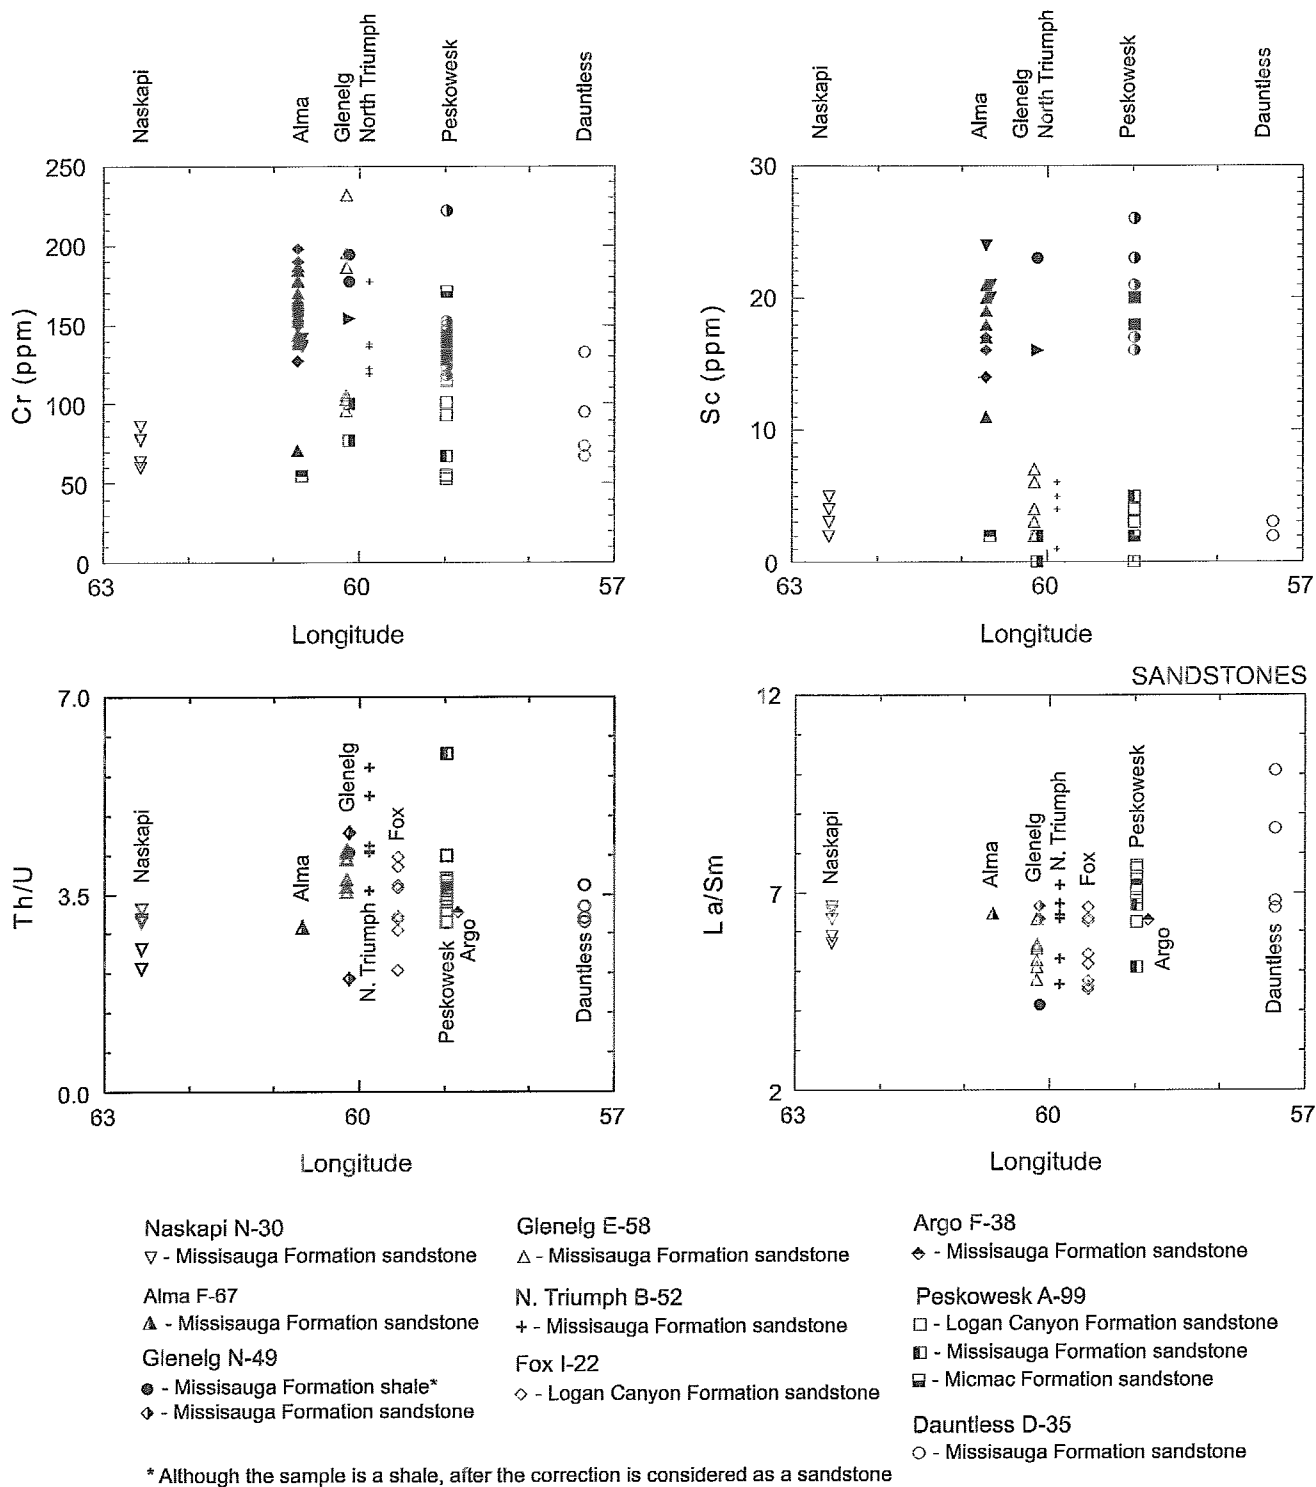 Naskapi
Alma
Glenelg
North Triumph
Peskowesk
Dauntless
250
200
150
100
50
0
Cr (ppm)
63
60
57
Longitude
Naskapi
Alma
Glenelg
North Triumph
Peskowesk
Dauntless
30
20
10
0
Sc (ppm)
63
60
57
Longitude
7.0
3.5
0.0
Th/U
Naskapi
Alma
Glenelg
N. Triumph
Fox
Peskowesk
Argo
Dauntless
63
60
57
Longitude
SANDSTONES
12
7
2
La/Sm
Naskapi
Alma
Glenelg
N. Triumph
Fox
Peskowesk
Argo
Dauntless
63
60
57
Longitude
Naskapi N-30
▽ - Missisauga Formation sandstone
Alma F-67
- Missisauga Formation sandstone
Glenelg N-49
● - Missisauga Formation shale*
- Missisauga Formation sandstone
Glenelg E-58
△ - Missisauga Formation sandstone
N. Triumph B-52
+ - Missisauga Formation sandstone
Fox I-22
◇ - Logan Canyon Formation sandstone
Argo F-38
- Missisauga Formation sandstone
Peskowesk A-99
□ - Logan Canyon Formation sandstone
- Missisauga Formation sandstone
- Micmac Formation sandstone
Dauntless D-35
○ - Missisauga Formation sandstone
* Although the sample is a shale, after the correction is considered as a sandstone